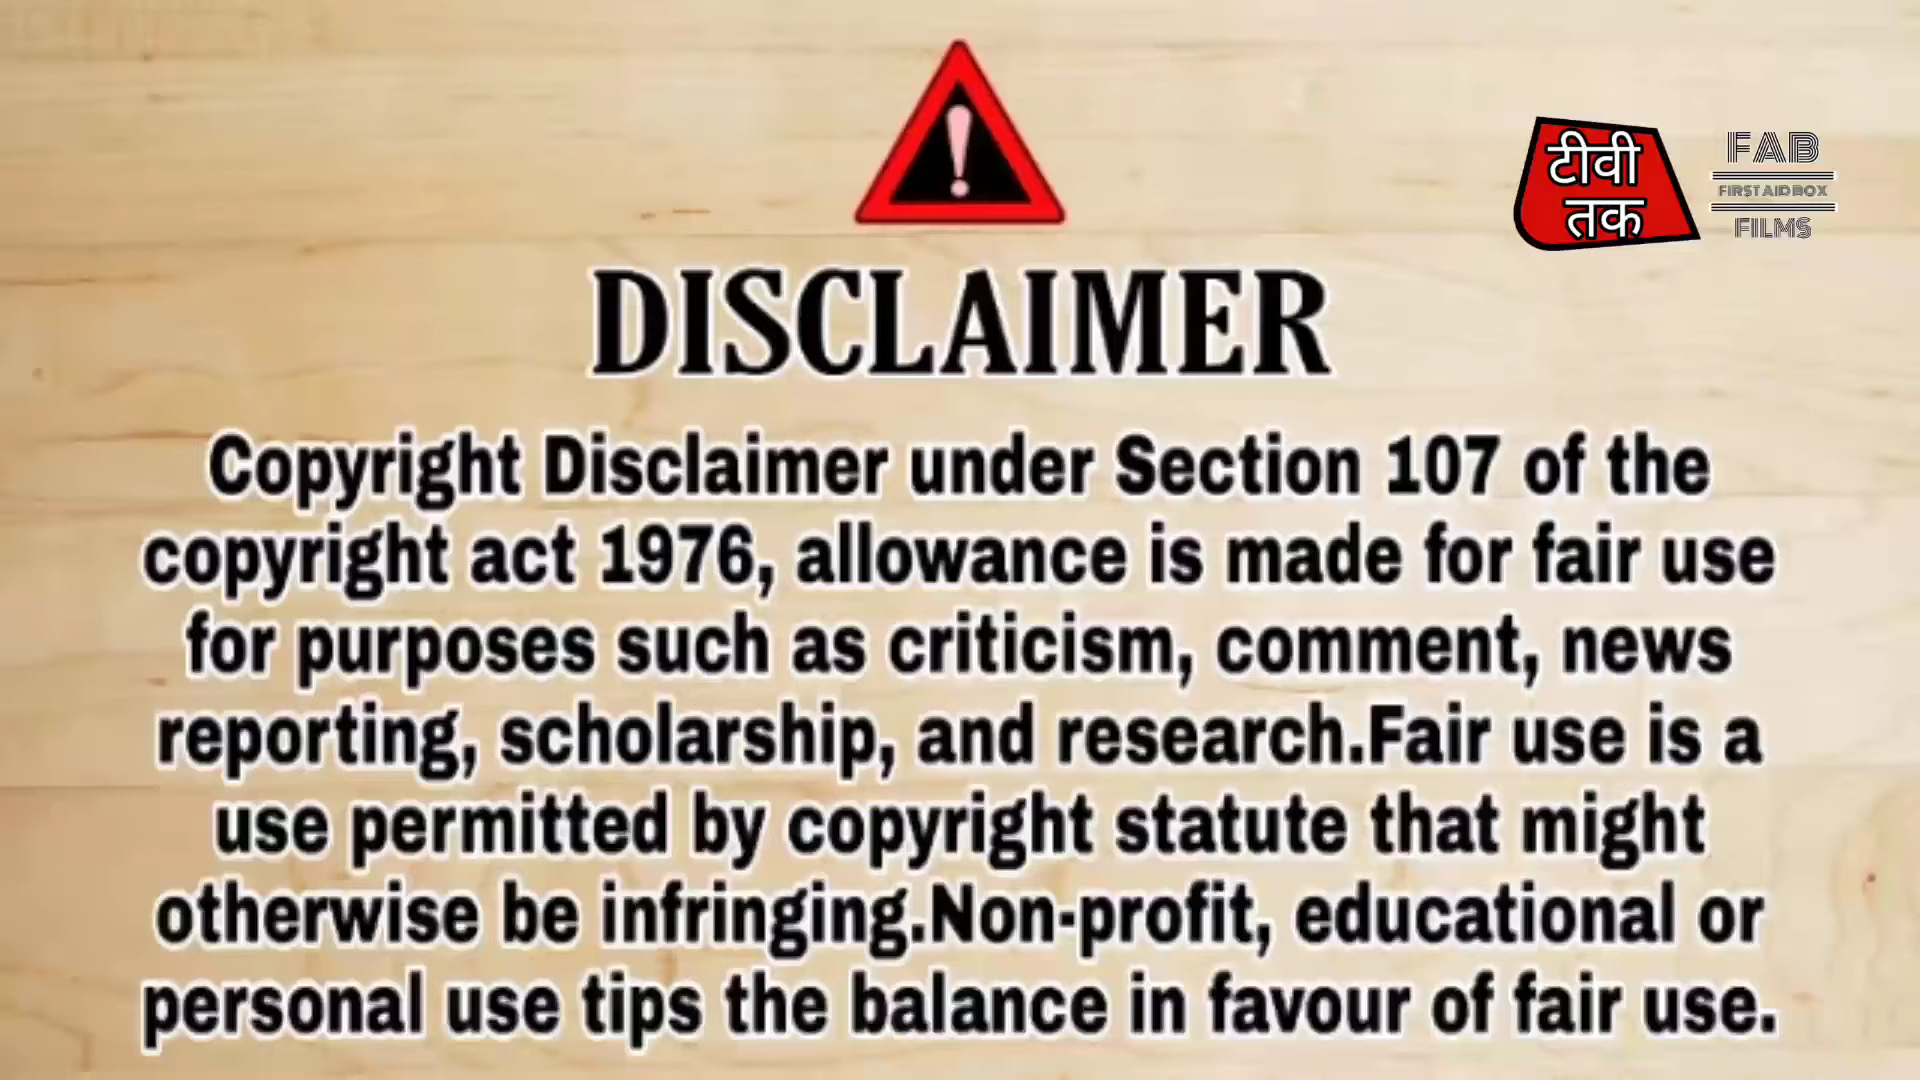 टीवी
तक
FAB
FIRST AID BOX
FILMS
DISCLAIMER
Copyright Disclaimer under Section 107 of the
copyright act 1976, allowance is made for fair use
for purposes such as criticism, comment, news
reporting, scholarship, and research.Fair use is a
use permitted by copyright statute that might
otherwise be infringing.Non-profit, educational or
personal use tips the balance in favour of fair use.